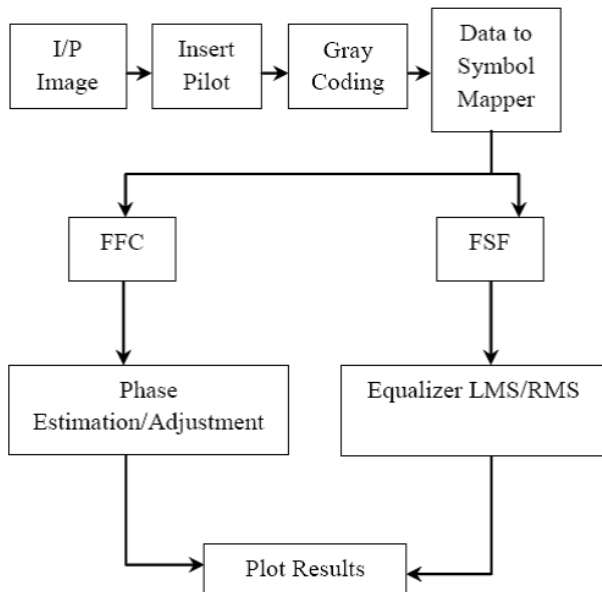 I/P
Image
Insert
Pilot
Gray
Coding
Data to
Symbol
Mapper
FFC
FSF
Phase
Estimation/Adjustment
Equalizer LMS/RMS
Plot Results